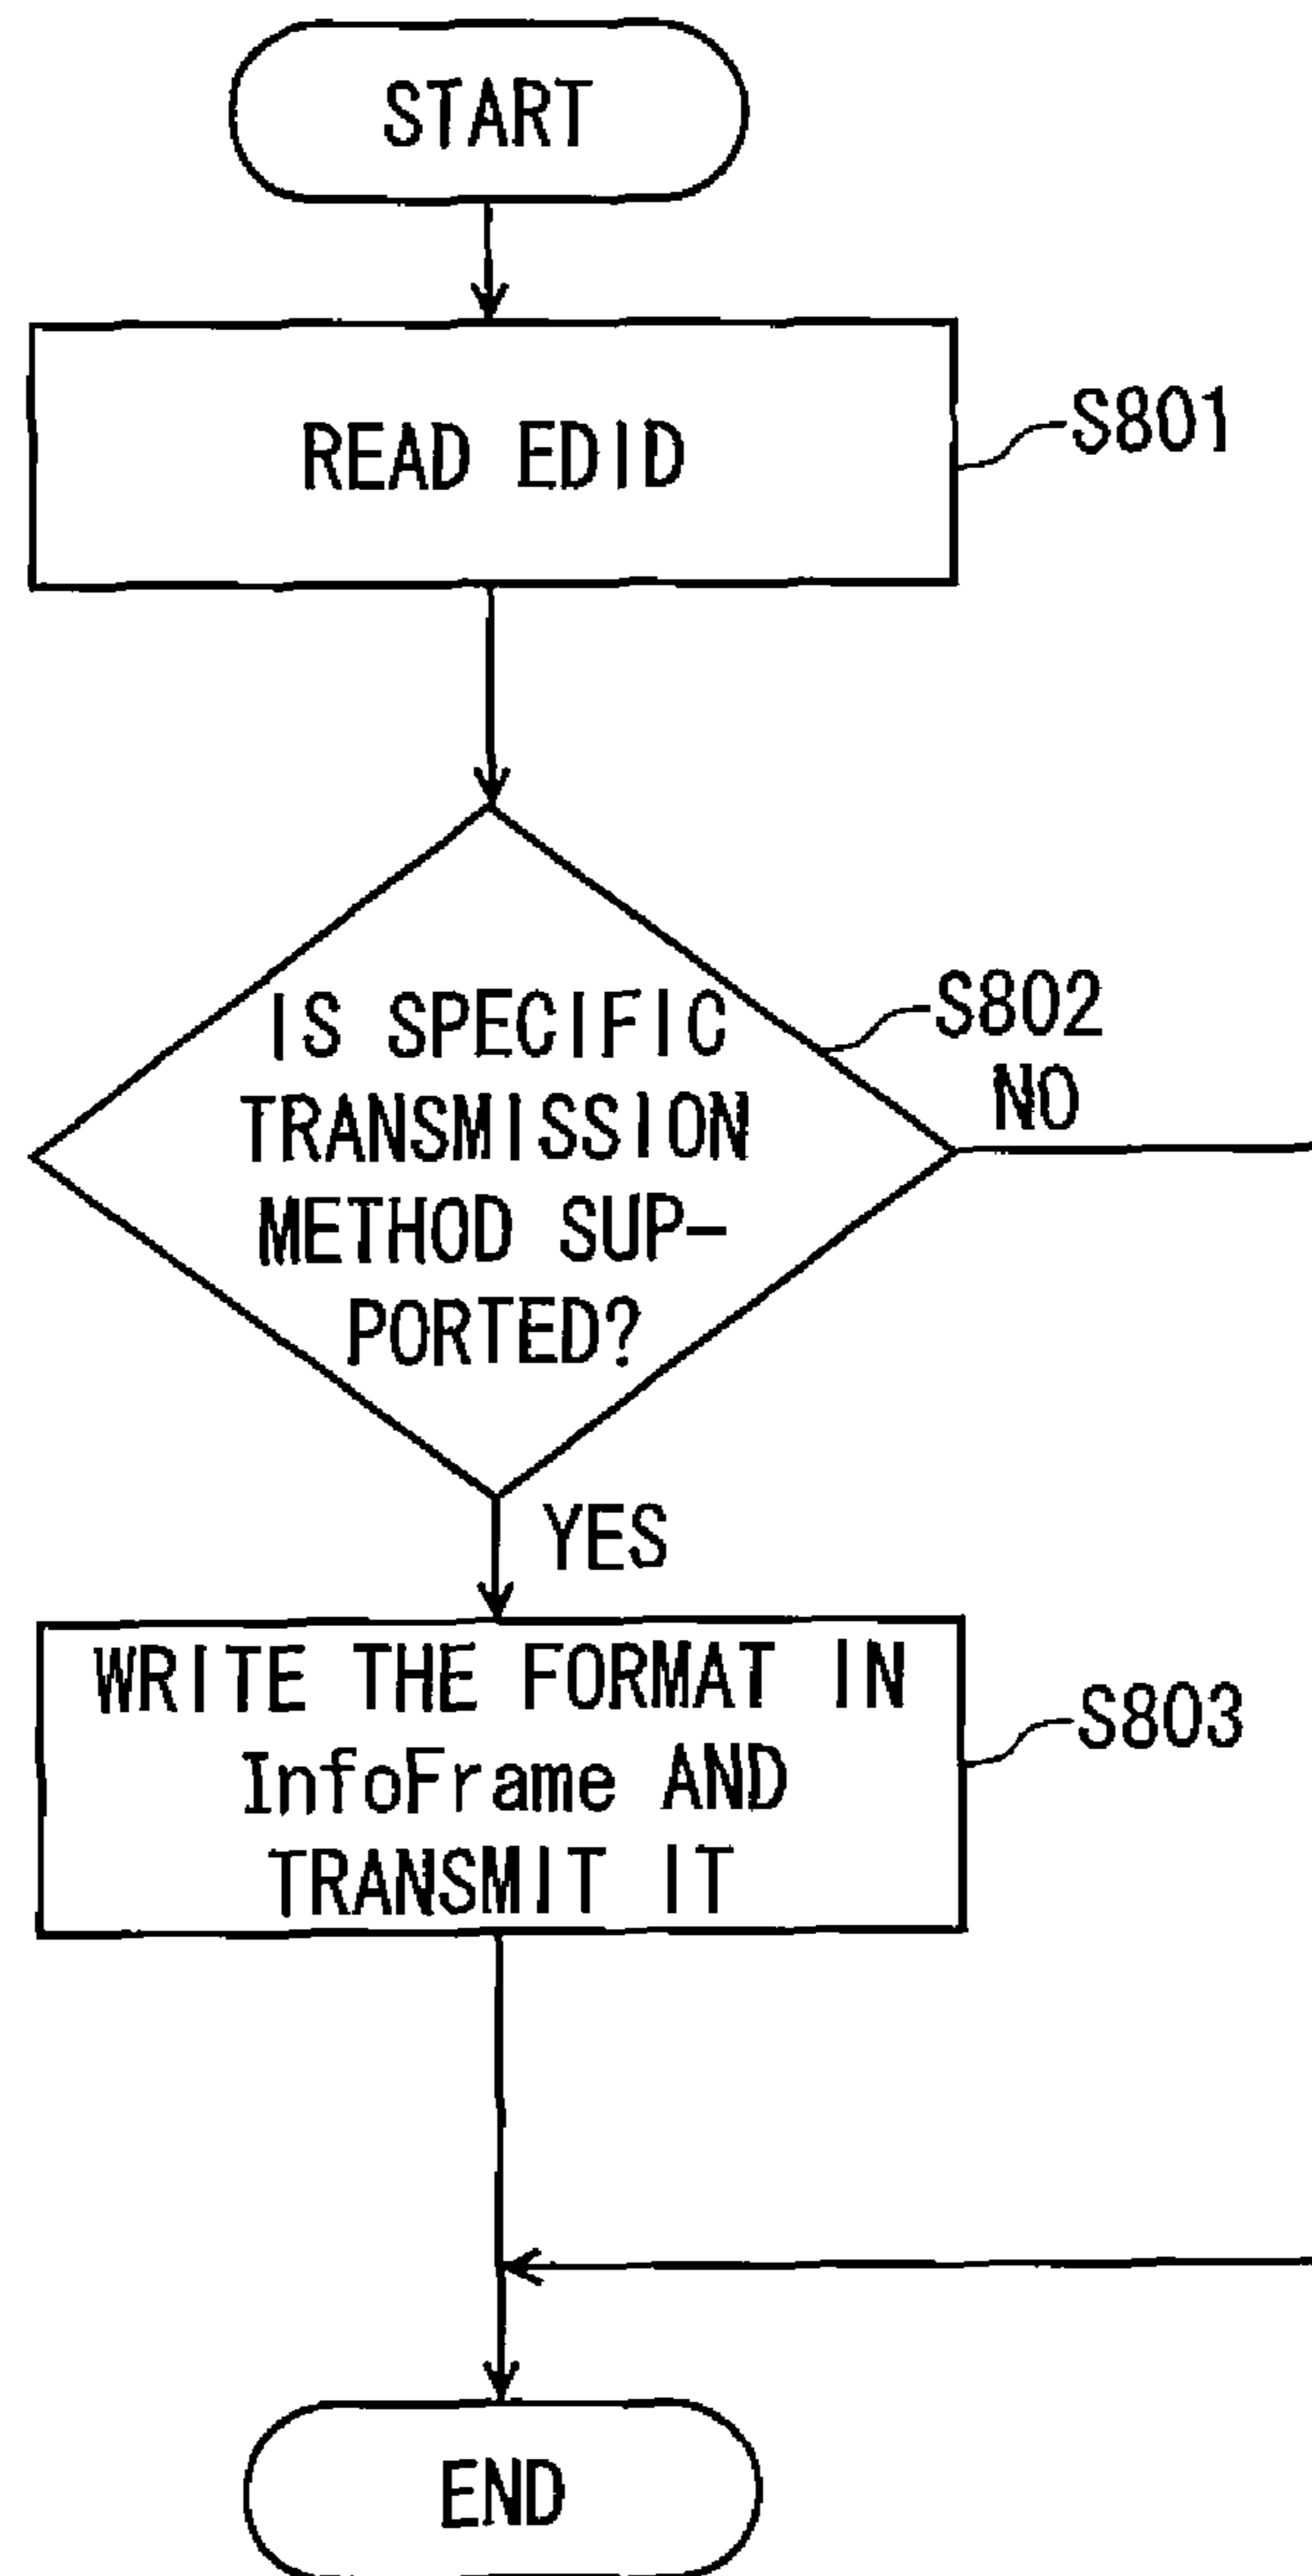 START
READ EDID
S801
IS SPECIFIC
TRANSMISSION
METHOD SUP-
PORTED?
S802
NO
YES
WRITE THE FORMAT IN
InfoFrame AND
TRANSMIT IT
S803
END